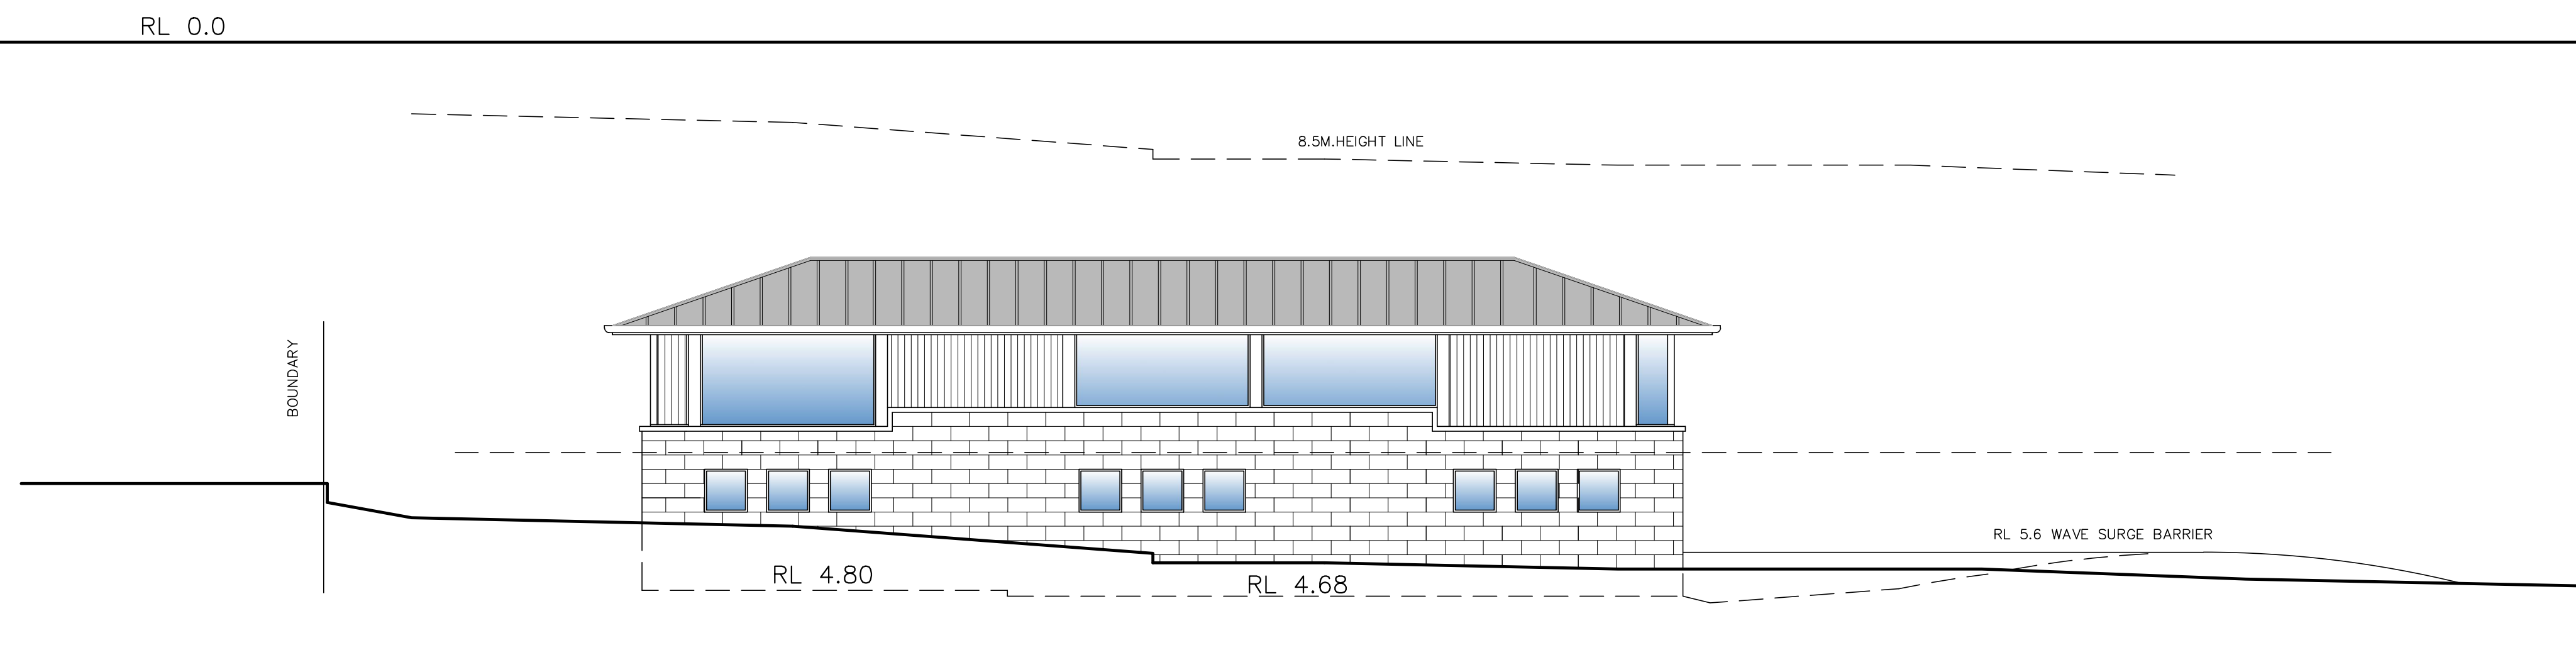 RL 0.0
8.5M.HEIGHT LINE
BOUNDARY
RL 5.6 WAVE SURGE BARRIER
RL 4.80
RL 4.68